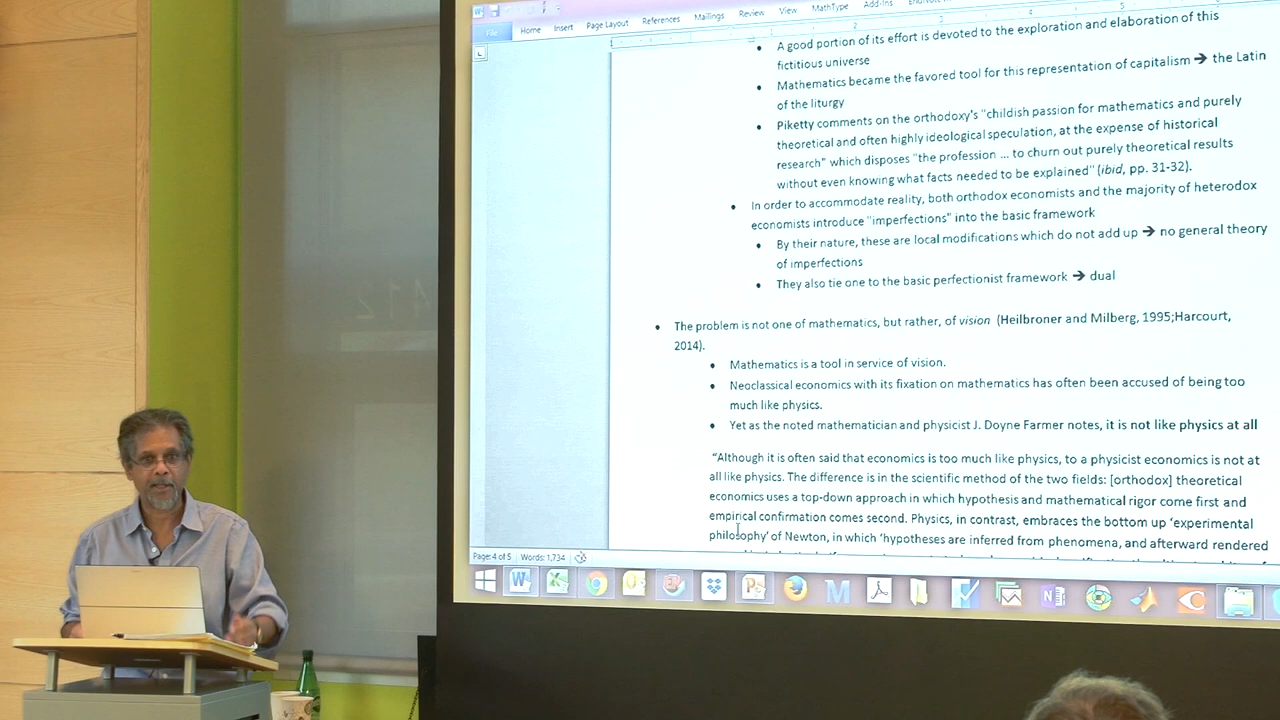 File Home Insert Page Layout References Mailings Review View MathType Add-Ins
• A good portion of its effort is devoted to the exploration and elaboration of this
fictitious universe
• Mathematics became the favored tool for this representation of capitalism ➔ the Latin
of the liturgy
• Piketty comments on the orthodoxy's "childish passion for mathematics and purely
theoretical and often highly ideological speculation, at the expense of historical
research" which disposes "the profession ... to churn out purely theoretical results
without even knowing what facts needed to be explained" (ibid, pp. 31-32).
• In order to accommodate reality, both orthodox economists and the majority of heterodox
economists introduce "imperfections" into the basic framework
• By their nature, these are local modifications which do not add up ➔ no general theory
of imperfections
• They also tie one to the basic perfectionist framework ➔ dual
• The problem is not one of mathematics, but rather, of vision (Heilbroner and Milberg, 1995;Harcourt,
2014).
• Mathematics is a tool in service of vision.
• Neoclassical economics with its fixation on mathematics has often been accused of being too
much like physics.
• Yet as the noted mathematician and physicist J. Doyne Farmer notes, it is not like physics at all
"Although it is often said that economics is too much like physics, to a physicist economics is not at
all like physics. The difference is in the scientific method of the two fields: [orthodox] theoretical
economics uses a top-down approach in which hypothesis and mathematical rigor come first and
empirical confirmation comes second. Physics, in contrast, embraces the bottom up 'experimental
philosophy' of Newton, in which 'hypotheses are inferred from phenomena, and afterward rendered
Page: 4 of 5 Words: 1,734